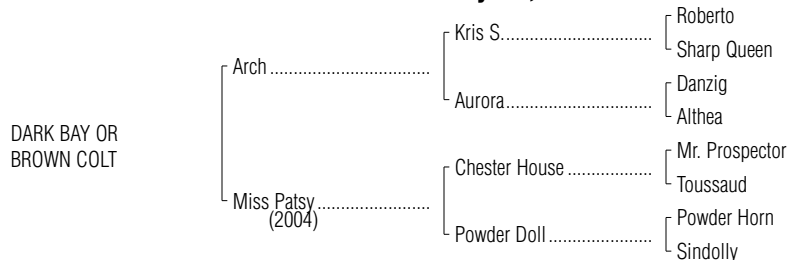 Roberto
Kris S.
Sharp Queen
Arch
Danzig
Aurora
Althea
DARK BAY OR
BROWN COLT
Mr. Prospector
Chester House
Toussaud
Miss Patsy
(2004)
Powder Horn
Powder Doll
Sindolly